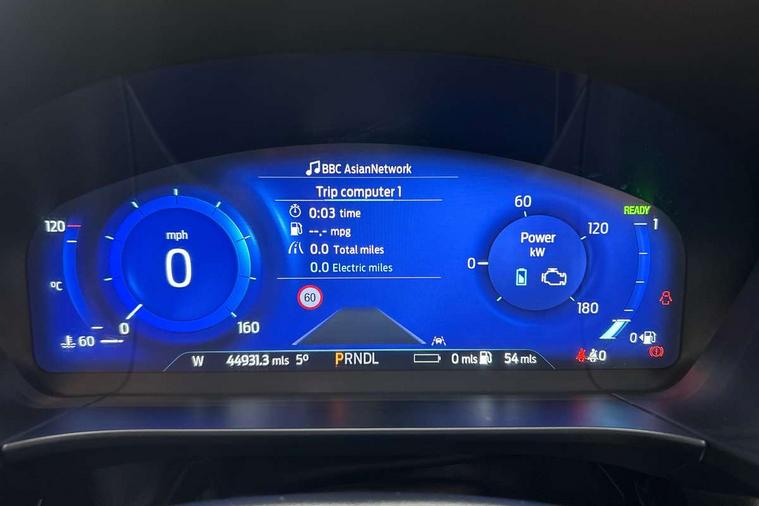 BBC AsianNetwork
Trip computer 1
0:03 time
--.- mpg
0.0 Total miles
0.0 Electric miles
60
120
mph
0
°C
60
0
160
Power
kW
0
60
120
180
READY
1
0
W 44931.3 mls 5° PRNDL 0 mls 54 mls
0